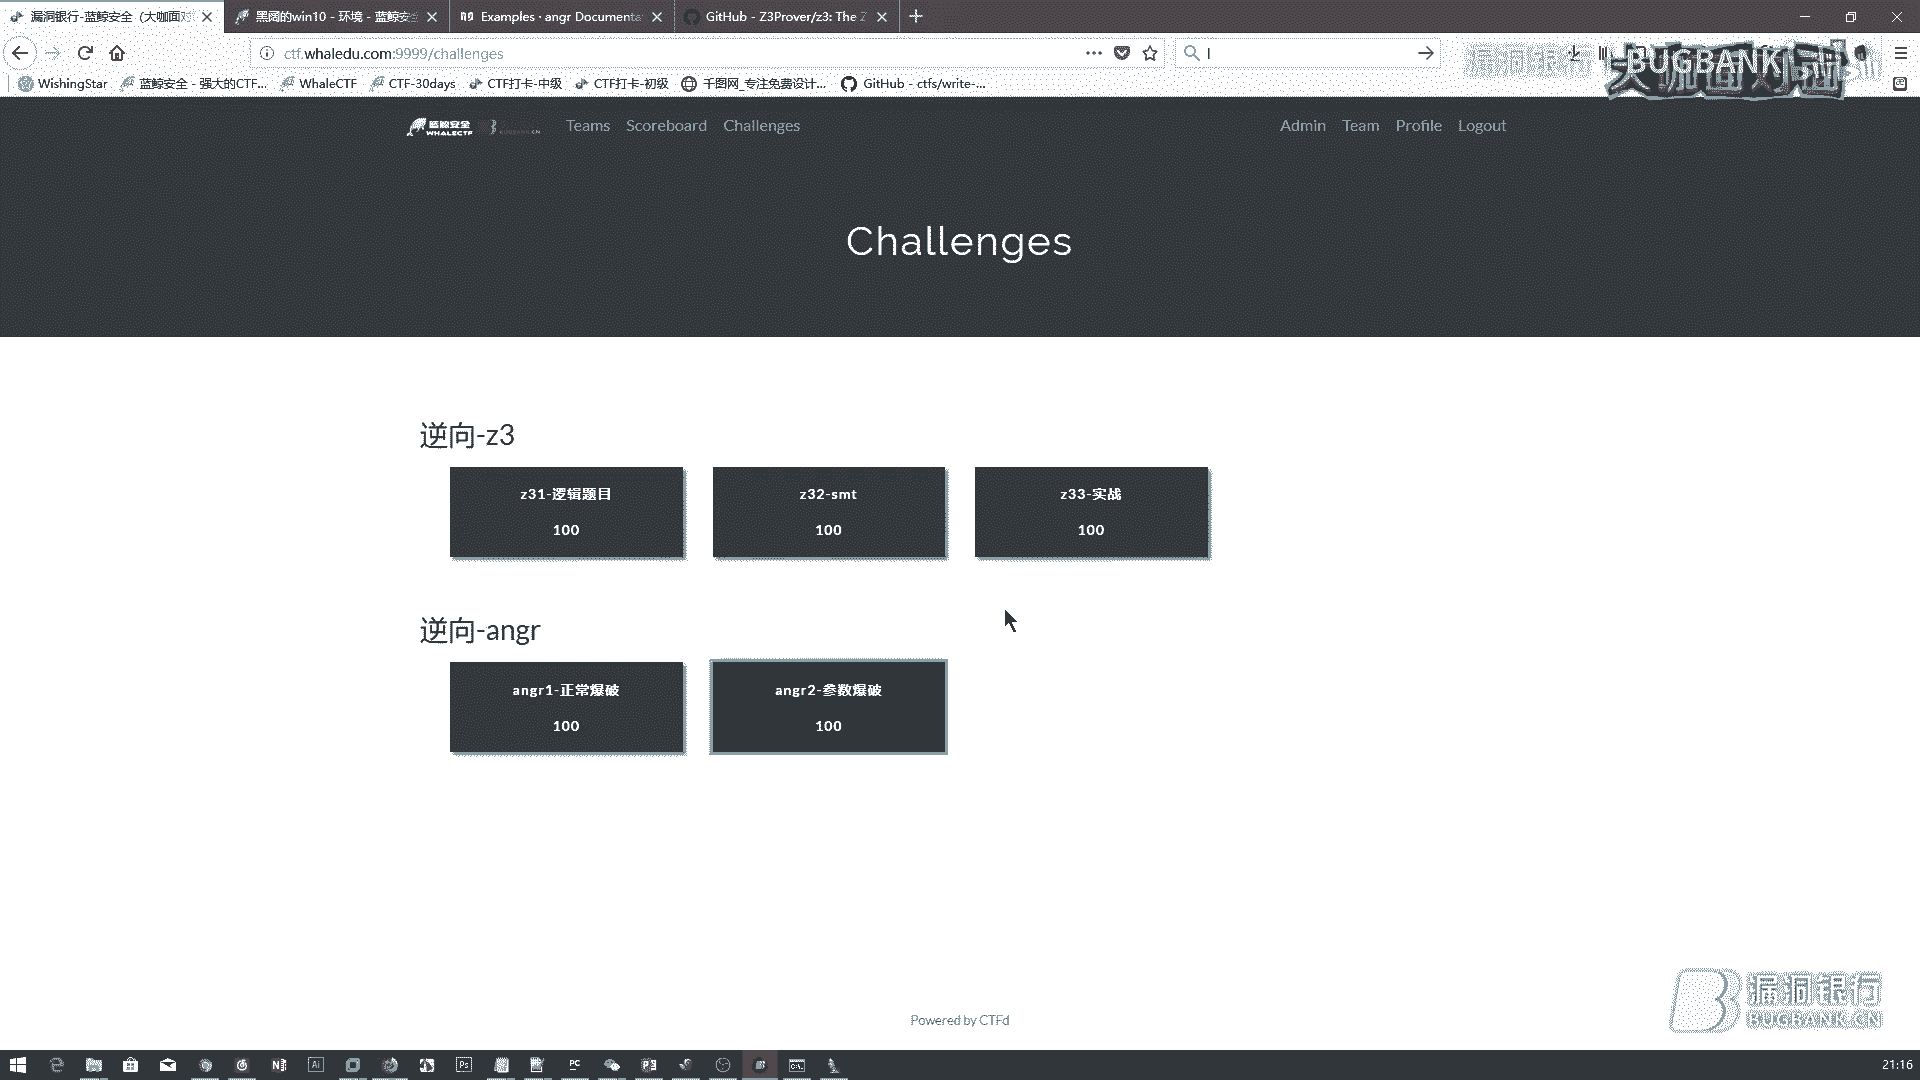 漏洞银行-蓝鲸安全（大咖面对
黑阔的win10 - 环境 - 蓝鲸安全
Examples · angr Documenta
GitHub - Z3Prover/z3: The Z
ctf.whaledu.com:9999/challenges
l
漏洞银行
BUGBANK
大咖面对面
WishingStar
蓝鲸安全 - 强大的CTF...
WhaleCTF
CTF-30days
CTF打卡-中级
CTF打卡-初级
千图网_专注免费设计...
GitHub - ctfs/write-...
蓝鲸安全
WHALECTF
BUGBANK.CN
Teams
Scoreboard
Challenges
Admin
Team
Profile
Logout
Challenges
逆向-z3
z31-逻辑题目
100
z32-smt
100
z33-实战
100
逆向-angr
angr1-正常爆破
100
angr2-参数爆破
100
Powered by CTFd
漏洞银行
BUGBANK.CN
21:16